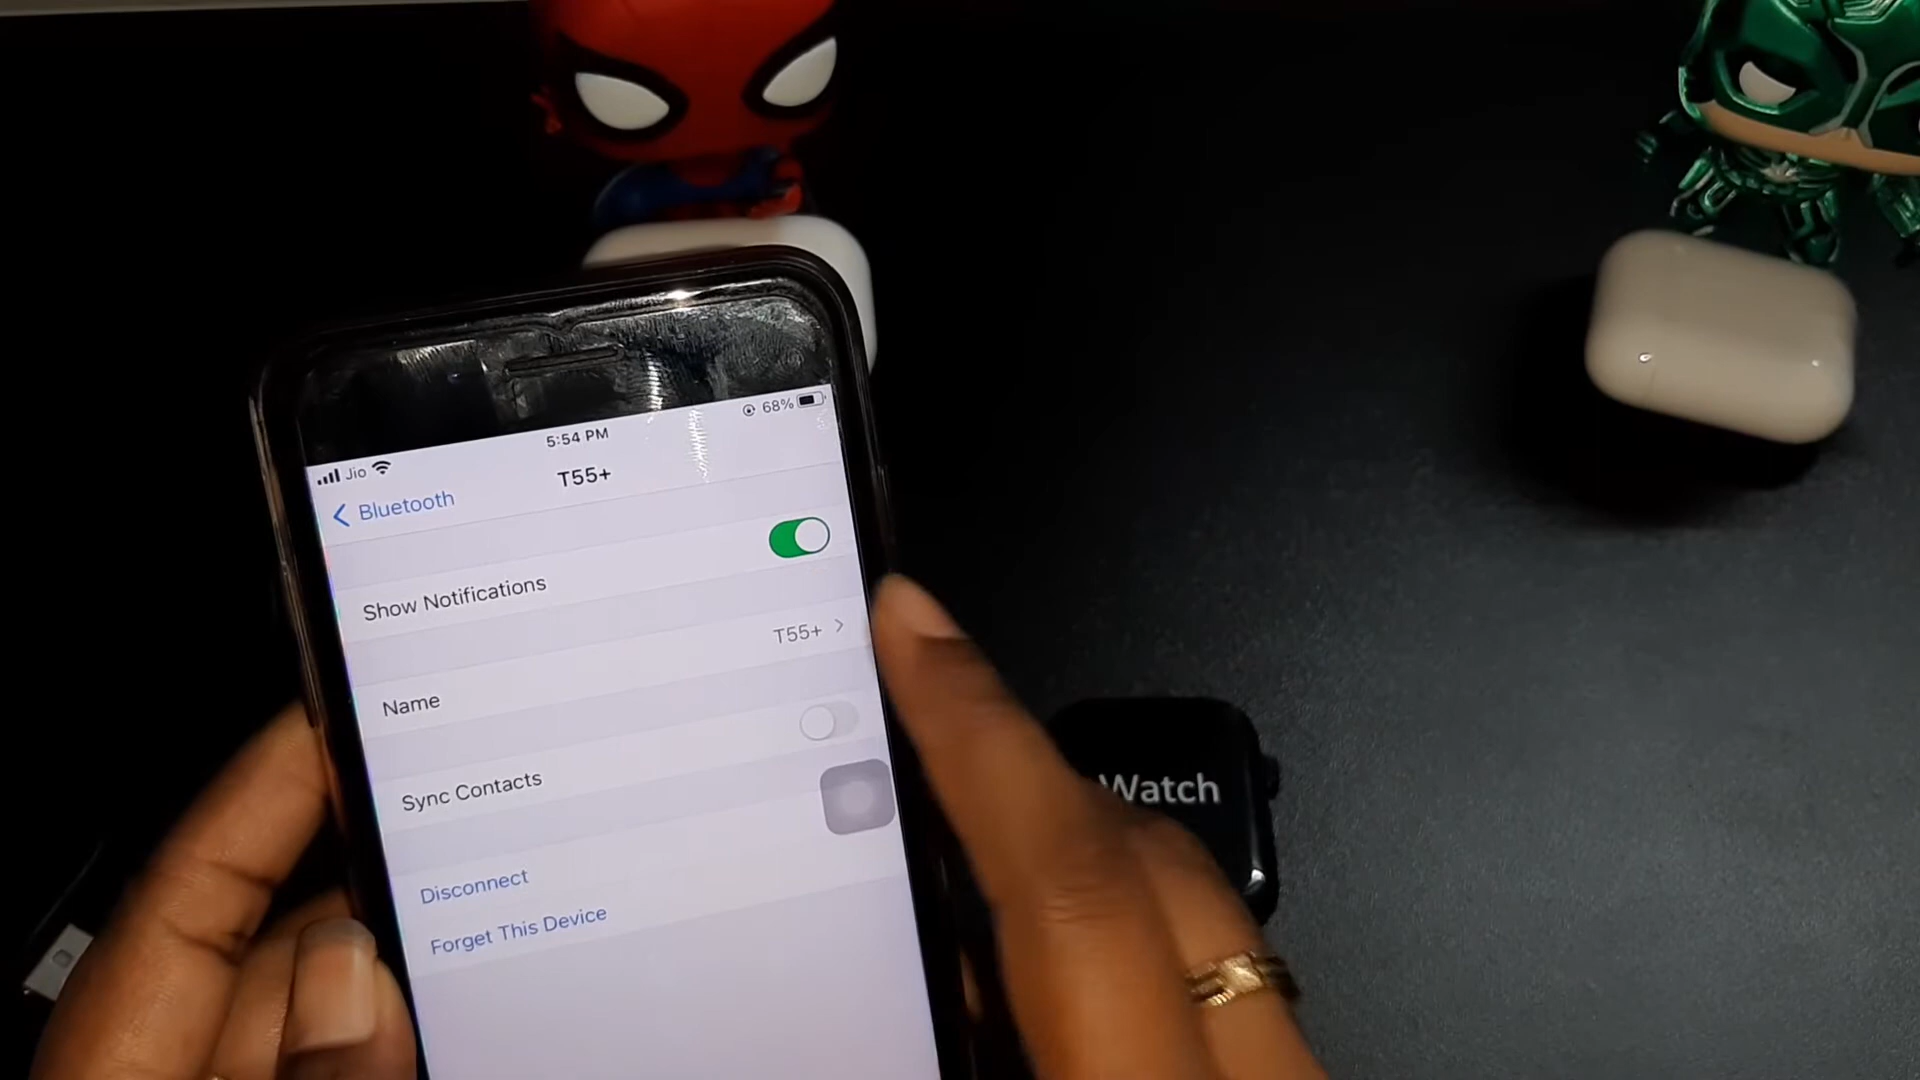 Jio
5:54 PM
68%
Bluetooth
T55+
Show Notifications
Name
T55+
Sync Contacts
Disconnect
Forget This Device
Watch